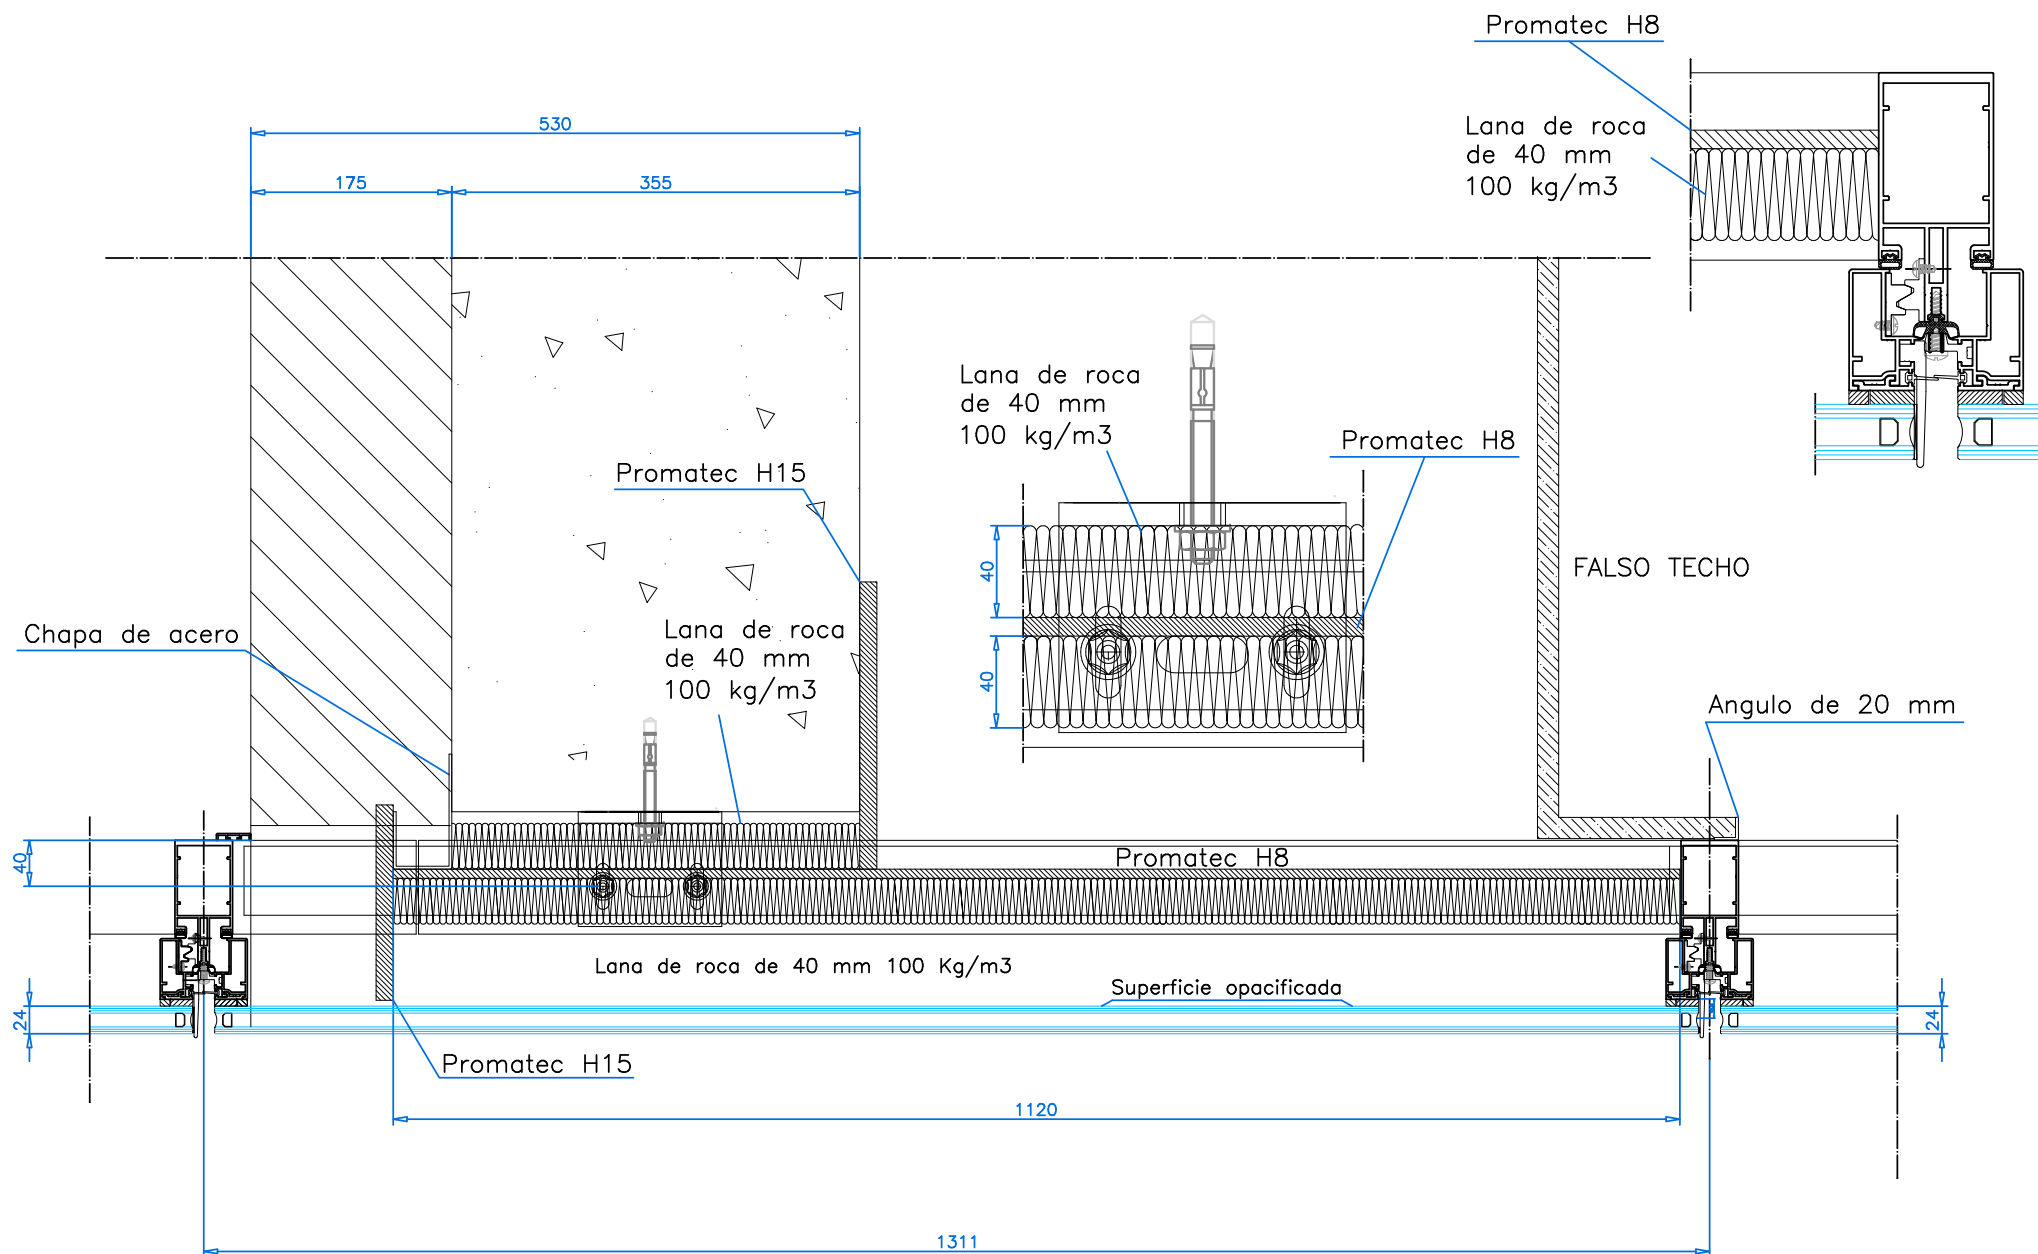 Promatec H8
Lana de roca
de 40 mm
100 kg/m3
530
175
355
Lana de roca
de 40 mm
100 kg/m3
Promatec H8
Promatec H15
40
FALSO TECHO
Chapa de acero
Lana de roca
de 40 mm
100 kg/m3
40
Angulo de 20 mm
Promatec H8
40
Lana de roca de 40 mm 100 Kg/m3
Superficie opacificada
24
24
Promatec H15
1120
1311